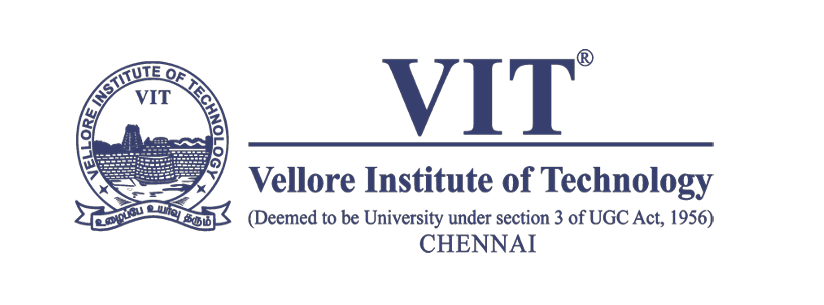 VELLORE INSTITUTE OF TECHNOLOGY
VIT
உழைப்பே உயர்வு தரும்
VIT®
Vellore Institute of Technology
(Deemed to be University under section 3 of UGC Act, 1956)
CHENNAI